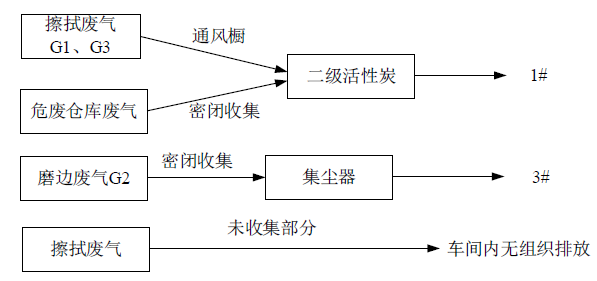 擦拭废气
G1、G3
通风橱
二级活性炭
1#
危废仓库废气
密闭收集
磨边废气G2
密闭收集
集尘器
3#
擦拭废气
未收集部分
车间内无组织排放